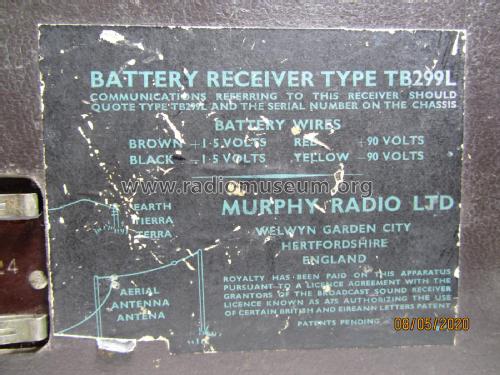 BATTERY RECEIVER TYPE TB299L
COMMUNICATIONS REFERRING TO THIS RECEIVER SHOULD
QUOTE TYPE TB299L AND THE SERIAL NUMBER ON THE CHASSIS
BATTERY WIRES
BROWN +1·5 VOLTS RED +90 VOLTS
BLACK -1·5 VOLTS YELLOW -90 VOLTS
www.radiomuseum.org
EARTH
TIERRA
TERRA
MURPHY RADIO LTD
WELWYN GARDEN CITY
HERTFORDSHIRE
ENGLAND
4
AERIAL
ANTENNA
ANTENA
ROYALTY HAS BEEN PAID ON THIS APPARATUS
PURSUANT TO A LICENCE AGREEMENT WITH THE
GRANTORS OF THE BROADCAST SOUND RECEIVER
LICENCE KNOWN AS A75 AUTHORIZING THE USE
OF CERTAIN BRITISH AND EIREANN LETTERS PATENT
PATENTS PENDING
08/05/2020